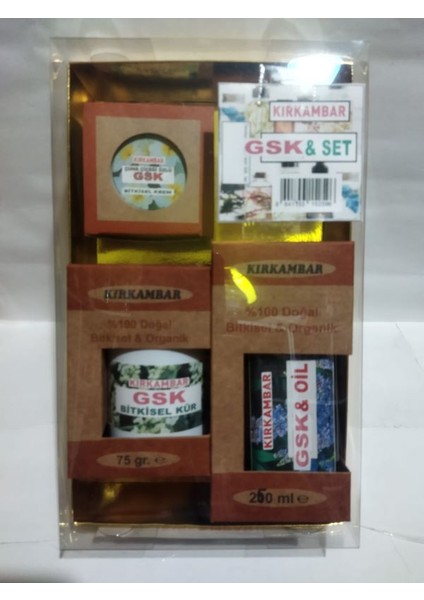 KIRKAMBAR
GSK & SET
KIRKAMBAR
GSK
BİTKİSEL KREM
KIRKAMBAR
%100 Doğal
Bitkisel & Organik
KIRKAMBAR
GSK
BİTKİSEL KÜR
75 gr. e
KIRKAMBAR
%100 Doğal
Bitkisel & Organik
KIRKAMBAR
GSK & OİL
250 ml e